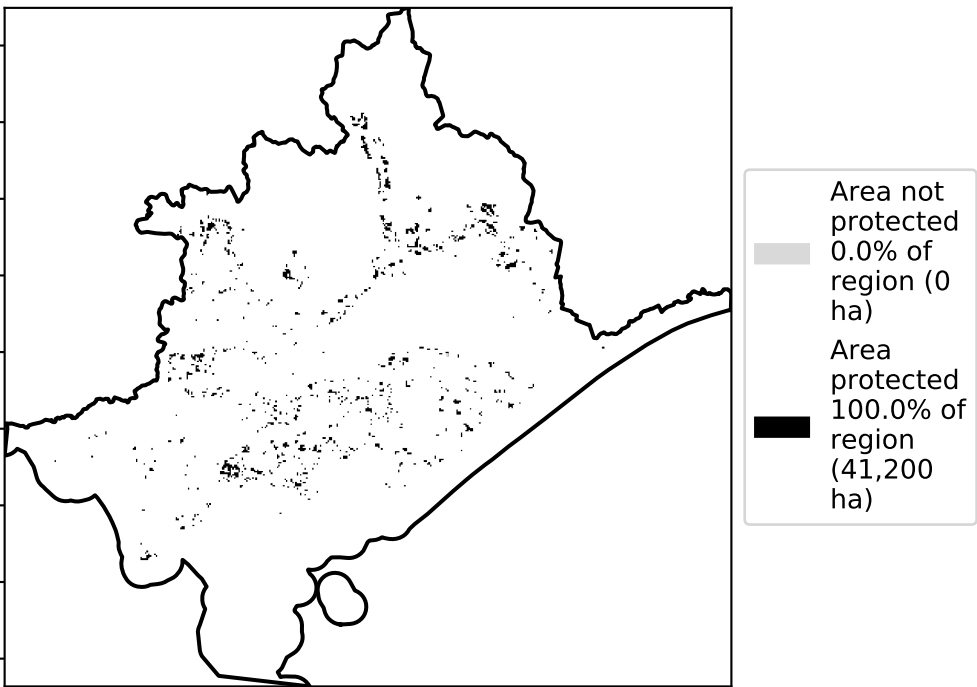 Area not
protected
0.0% of
region (0
ha)
Area
protected
100.0% of
region
(41,200
ha)